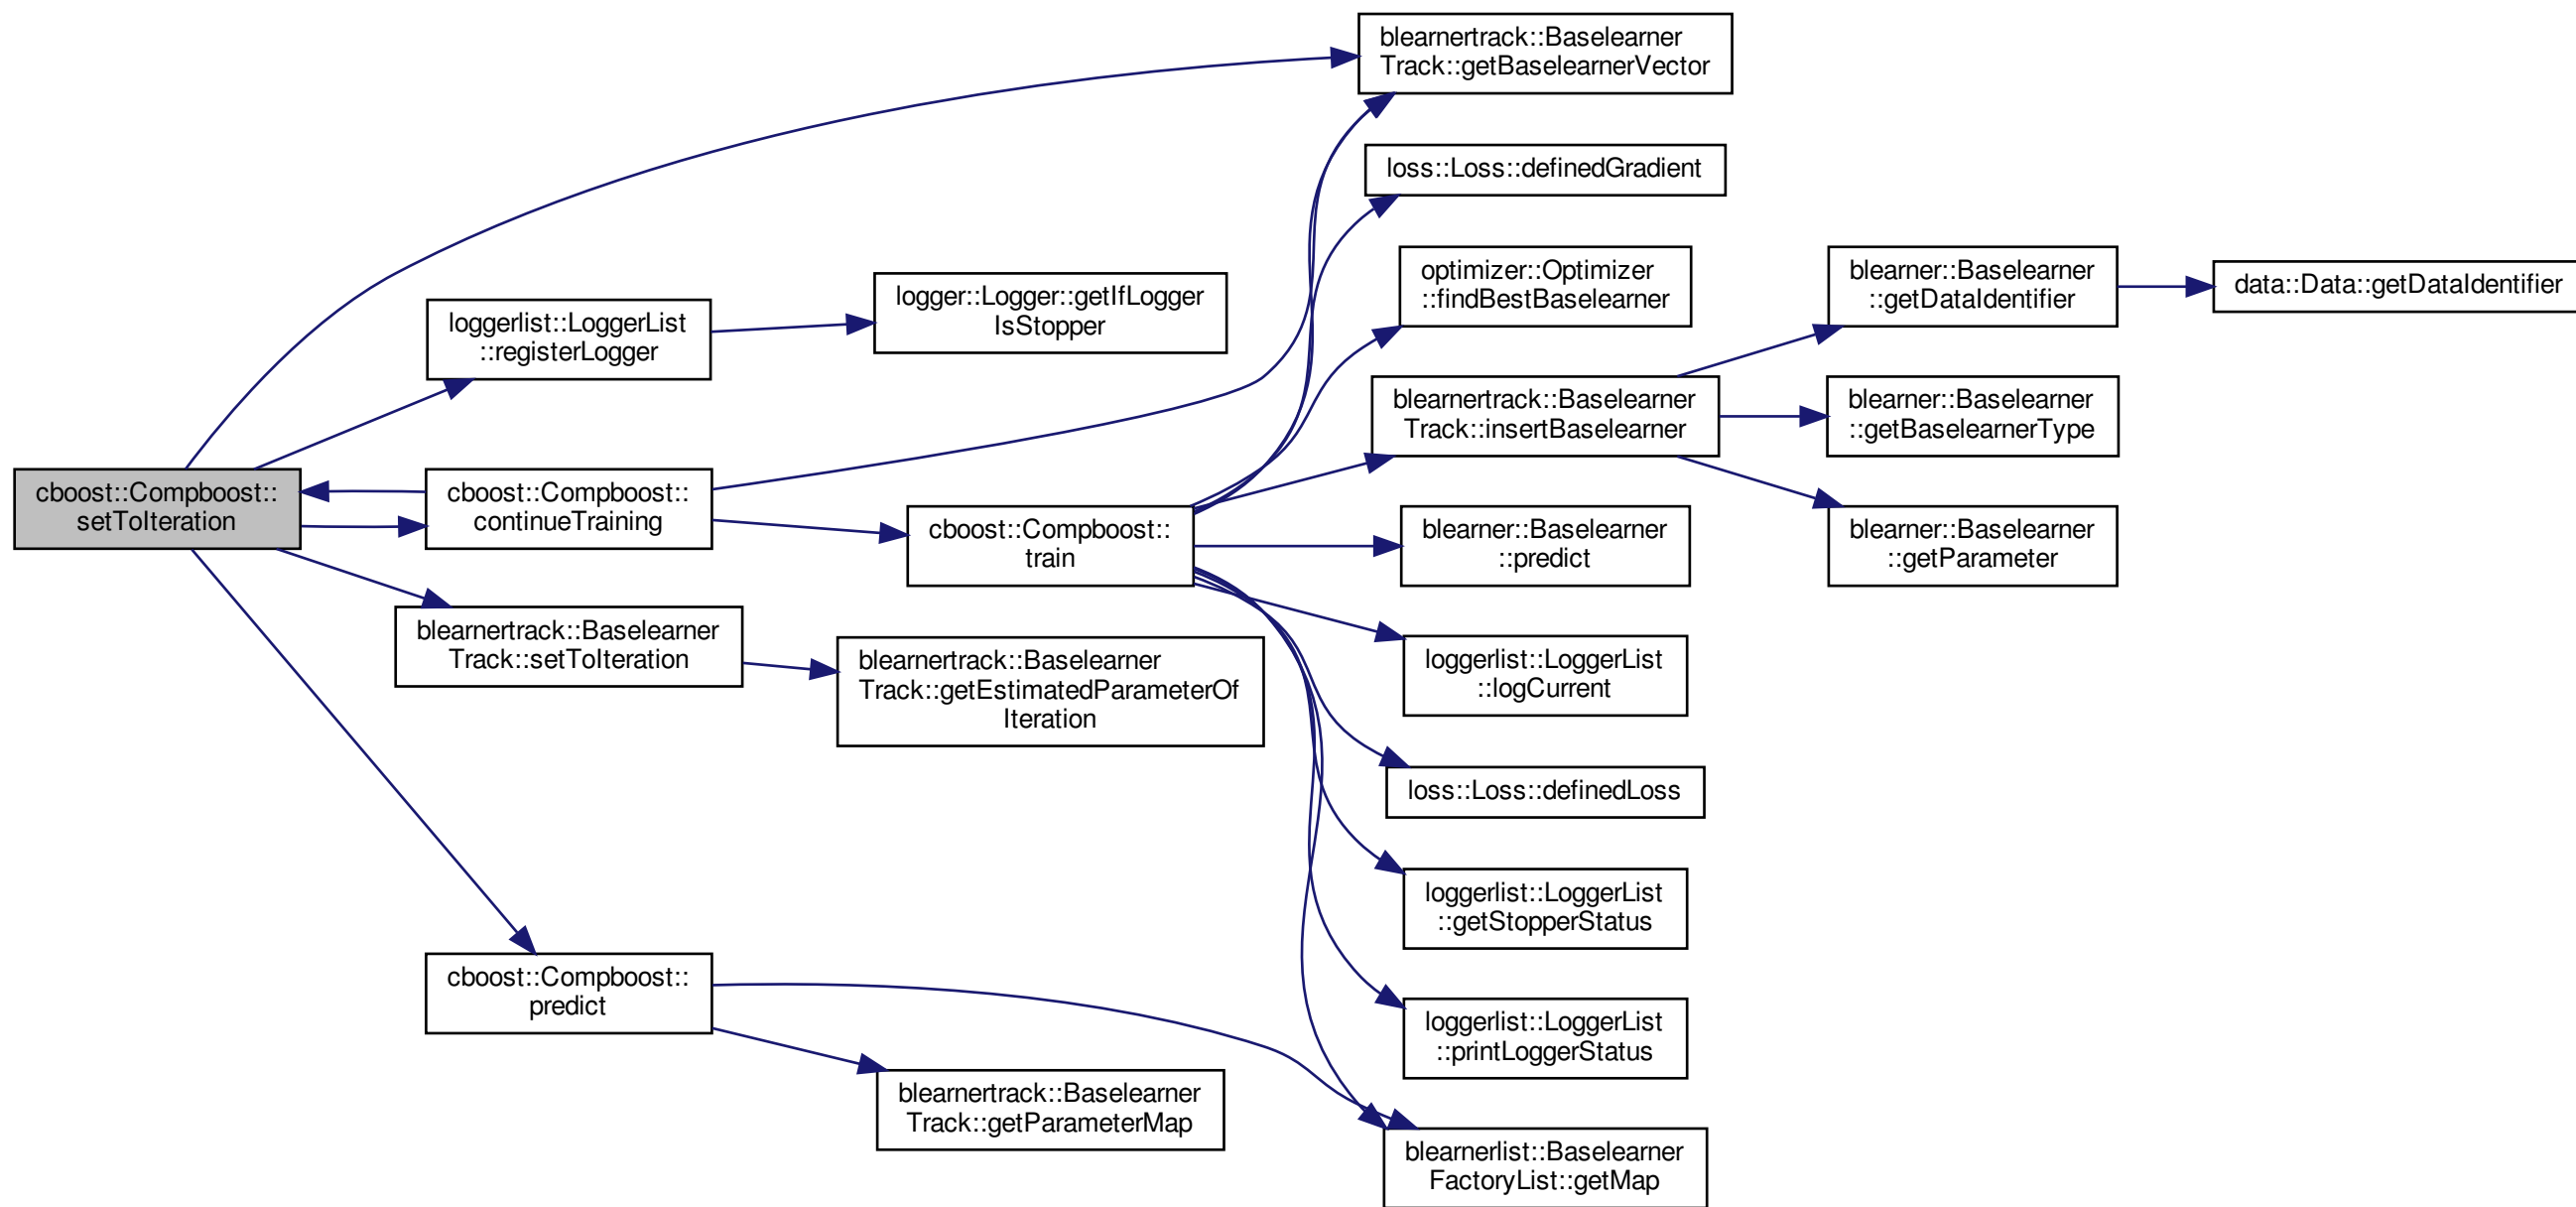 blearnertrack::Baselearner
Track::getBaselearnerVector
loss::Loss::definedGradient
optimizer::Optimizer
::findBestBaselearner
blearner::Baselearner
::getDataIdentifier
data::Data::getDataIdentifier
logger::Logger::getIfLogger
IsStopper
loggerlist::LoggerList
::registerLogger
blearnertrack::Baselearner
Track::insertBaselearner
blearner::Baselearner
::getBaselearnerType
cboost::Compboost::
setToIteration
cboost::Compboost::
continueTraining
cboost::Compboost::
train
blearner::Baselearner
::predict
blearner::Baselearner
::getParameter
blearnertrack::Baselearner
Track::setToIteration
blearnertrack::Baselearner
Track::getEstimatedParameterOf
Iteration
loggerlist::LoggerList
::logCurrent
loss::Loss::definedLoss
loggerlist::LoggerList
::getStopperStatus
cboost::Compboost::
predict
loggerlist::LoggerList
::printLoggerStatus
blearnertrack::Baselearner
Track::getParameterMap
blearnerlist::Baselearner
FactoryList::getMap